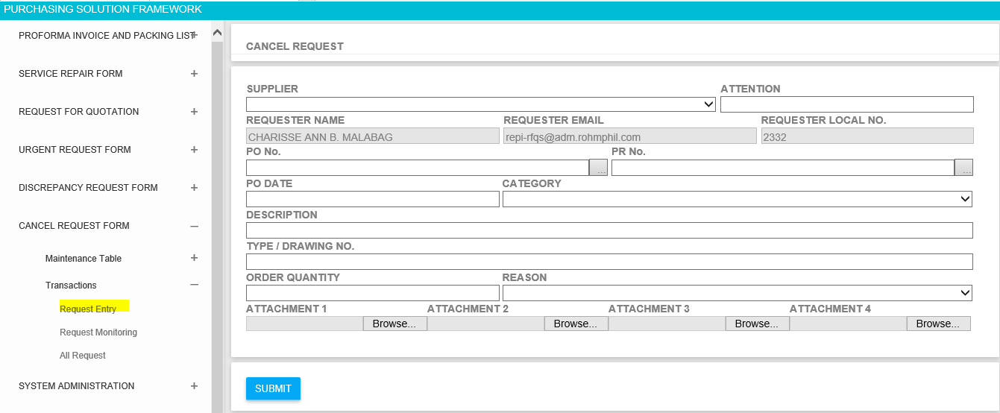 PURCHASING SOLUTION FRAMEWORK
PROFORMA INVOICE AND PACKING LIST
SERVICE REPAIR FORM
REQUEST FOR QUOTATION
URGENT REQUEST FORM
DISCREPANCY REQUEST FORM
CANCEL REQUEST FORM
Maintenance Table
Transactions
Request Entry
Request Monitoring
All Request
SYSTEM ADMINISTRATION
CANCEL REQUEST
SUPPLIER ATTENTION
REQUESTER NAME REQUESTER EMAIL REQUESTER LOCAL NO.
CHARISSE ANN B. MALABAG repi-rfqs@adm.rohmphil.com 2332
PO No. PR No.
... ...
PO DATE CATEGORY
DESCRIPTION
TYPE / DRAWING NO.
ORDER QUANTITY REASON
ATTACHMENT 1 ATTACHMENT 2 ATTACHMENT 3 ATTACHMENT 4
Browse... Browse... Browse... Browse...
SUBMIT